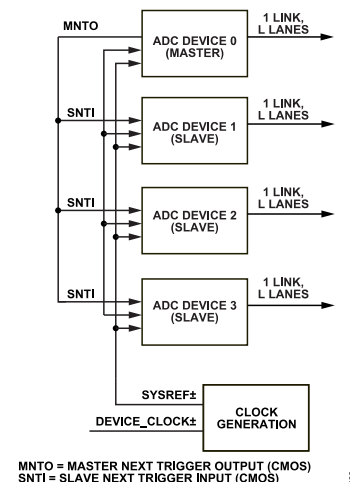 MNTO
ADC DEVICE 0
(MASTER)
1 LINK,
L LANES
SNTI
ADC DEVICE 1
(SLAVE)
1 LINK,
L LANES
SNTI
ADC DEVICE 2
(SLAVE)
1 LINK,
L LANES
SNTI
ADC DEVICE 3
(SLAVE)
1 LINK,
L LANES
SYSREF±
DEVICE_CLOCK±
CLOCK
GENERATION
MNTO = MASTER NEXT TRIGGER OUTPUT (CMOS)
SNTI = SLAVE NEXT TRIGGER INPUT (CMOS)